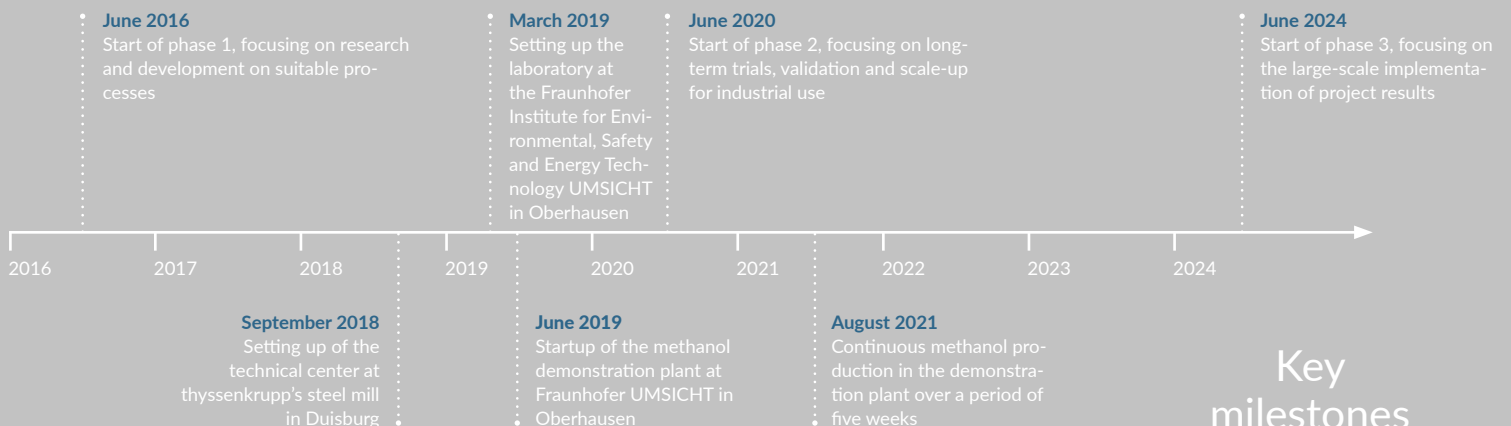 June 2016
Start of phase 1, focusing on research
and development on suitable pro-
cesses
March 2019
Setting up the
laboratory at
the Fraunhofer
Institute for Envi-
ronmental, Safety
and Energy Tech-
nology UMSICHT
in Oberhausen
June 2020
Start of phase 2, focusing on long-
term trials, validation and scale-up
for industrial use
June 2024
Start of phase 3, focusing on
the large-scale implementa-
tion of project results
2016 2017 2018 2019 2020 2021 2022 2023 2024
September 2018
Setting up of the
technical center at
thyssenkrupp's steel mill
in Duisburg
June 2019
Startup of the methanol
demonstration plant at
Fraunhofer UMSICHT in
Oberhausen
August 2021
Continuous methanol pro-
duction in the demonstra-
tion plant over a period of
five weeks
Key
milestones